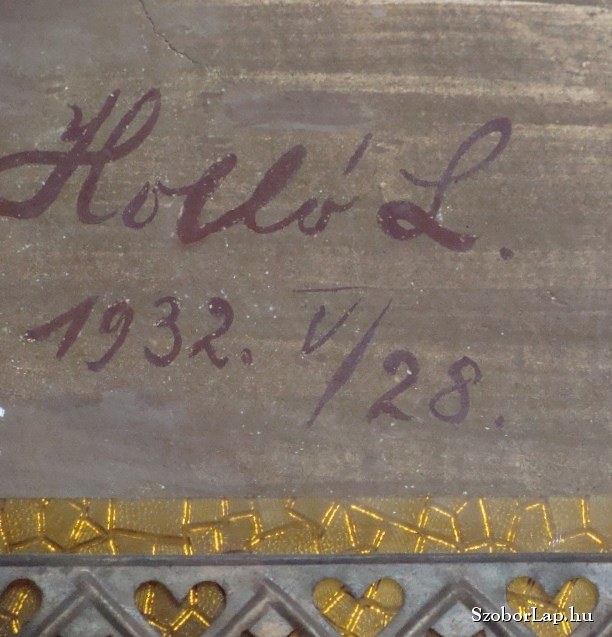 Holló L.
1932. V/28.
SzoborLap.hu